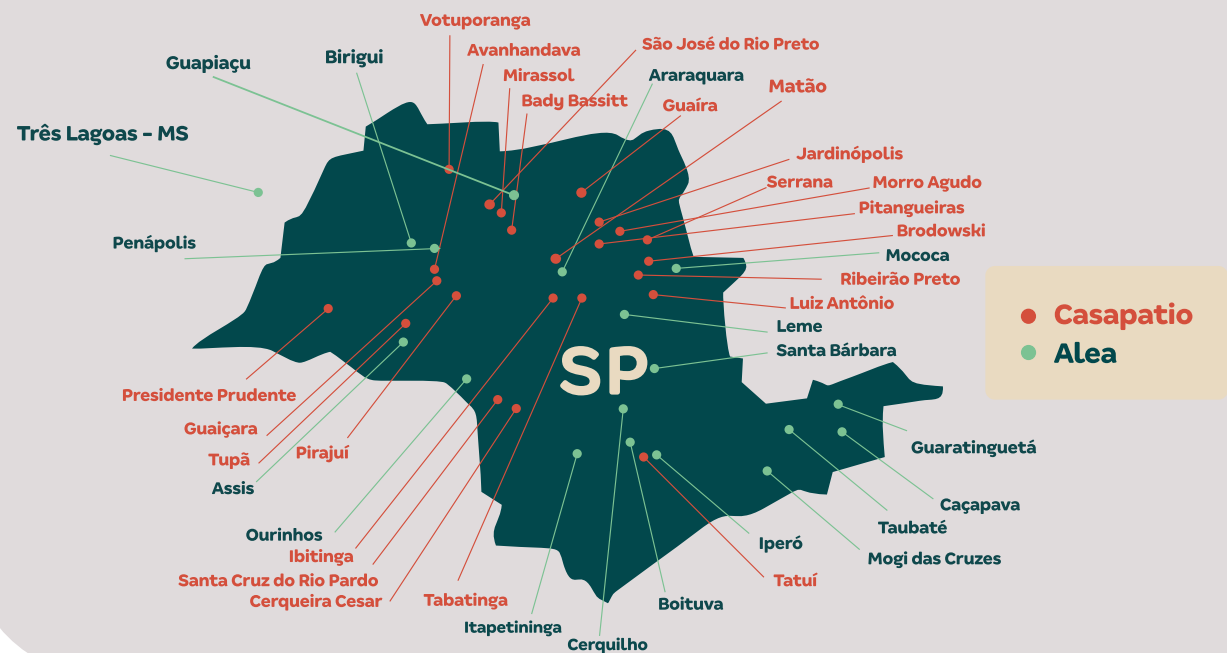 Votuporanga
São José do Rio Preto
Avanhandava
Guapiaçu
Birigui
Mirassol
Araraquara
Matão
Bady Bassitt
Guaíra
Três Lagoas - MS
Jardinópolis
Serrana
Morro Agudo
Pitangueiras
Brodowski
Penápolis
Mococa
Ribeirão Preto
Luiz Antônio
Casapatio
Leme
Santa Bárbara
Alea
SP
Presidente Prudente
Guaiçara
Pirajuí
Tupã
Assis
Guaratinguetá
Caçapava
Taubaté
Ourinhos
Iperó
Ibitinga
Mogi das Cruzes
Santa Cruz do Rio Pardo
Tatuí
Cerqueira Cesar
Tabatinga
Boituva
Itapetininga
Cerquilho